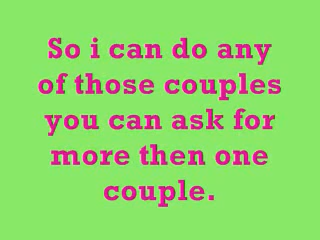 So i can do any
of those couples
you can ask for
more then one
couple.